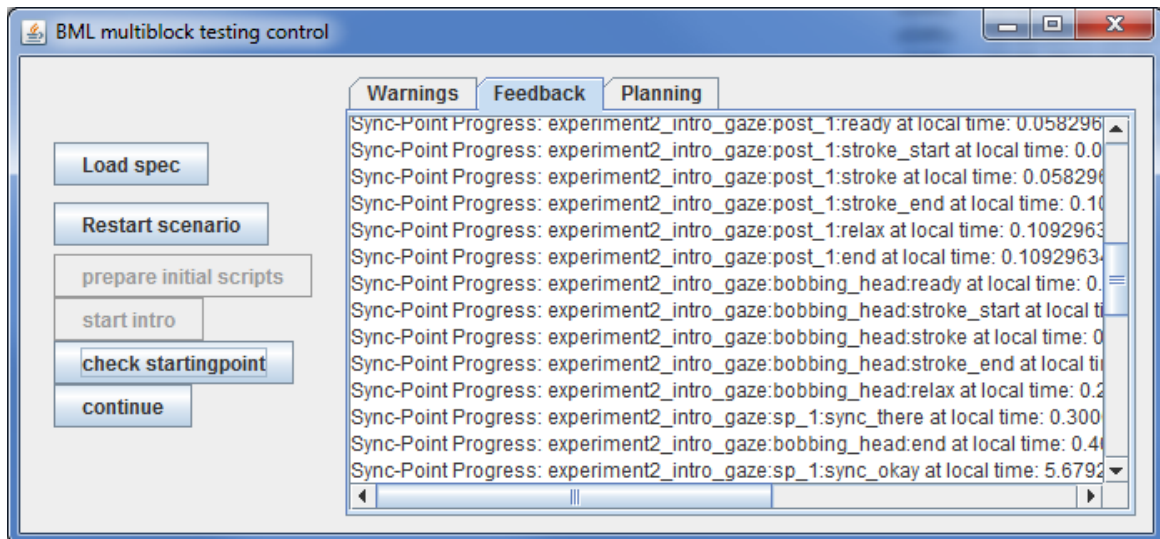 BML multiblock testing control
Warnings Feedback Planning
Load spec
Restart scenario
prepare initial scripts
start intro
check startingpoint
continue
Sync-Point Progress: experiment2_intro_gaze:post_1:ready at local time: 0.058296
Sync-Point Progress: experiment2_intro_gaze:post_1:stroke_start at local time: 0.0
Sync-Point Progress: experiment2_intro_gaze:post_1:stroke at local time: 0.058296
Sync-Point Progress: experiment2_intro_gaze:post_1:stroke_end at local time: 0.10
Sync-Point Progress: experiment2_intro_gaze:post_1:relax at local time: 0.1092963
Sync-Point Progress: experiment2_intro_gaze:post_1:end at local time: 0.10929634
Sync-Point Progress: experiment2_intro_gaze:bobbing_head:ready at local time: 0.
Sync-Point Progress: experiment2_intro_gaze:bobbing_head:stroke_start at local ti
Sync-Point Progress: experiment2_intro_gaze:bobbing_head:stroke at local time: 0
Sync-Point Progress: experiment2_intro_gaze:bobbing_head:stroke_end at local ti
Sync-Point Progress: experiment2_intro_gaze:bobbing_head:relax at local time: 0.2
Sync-Point Progress: experiment2_intro_gaze:sp_1:sync_there at local time: 0.300
Sync-Point Progress: experiment2_intro_gaze:bobbing_head:end at local time: 0.40
Sync-Point Progress: experiment2_intro_gaze:sp_1:sync_okay at local time: 5.6792